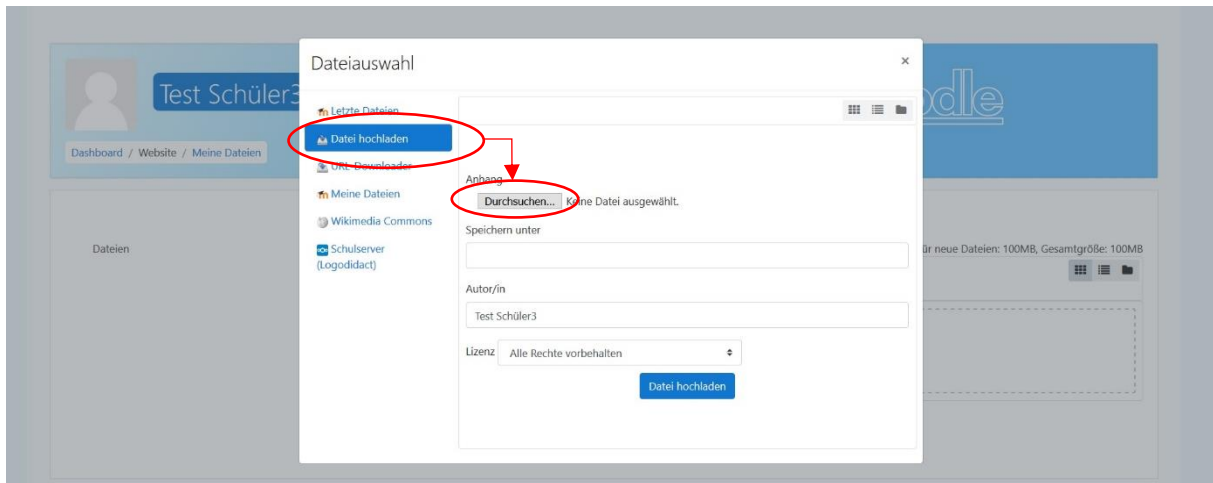 Test Schüler3
odle
Dashboard / Website / Meine Dateien
Dateien
ür neue Dateien: 100MB, Gesamtgröße: 100MB
Dateiauswahl
×
Letzte Dateien
Datei hochladen
URL-Downloader
Meine Dateien
Wikimedia Commons
Schulserver
(Logodidact)
Anhang
Durchsuchen... Keine Datei ausgewählt.
Speichern unter
Autor/in
Test Schüler3
Lizenz Alle Rechte vorbehalten
Datei hochladen